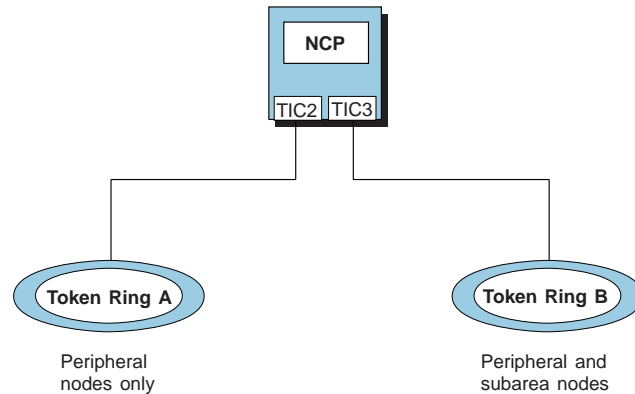 NCP
TIC2
TIC3
Token Ring A
Token Ring B
Peripheral
nodes only
Peripheral and
subarea nodes